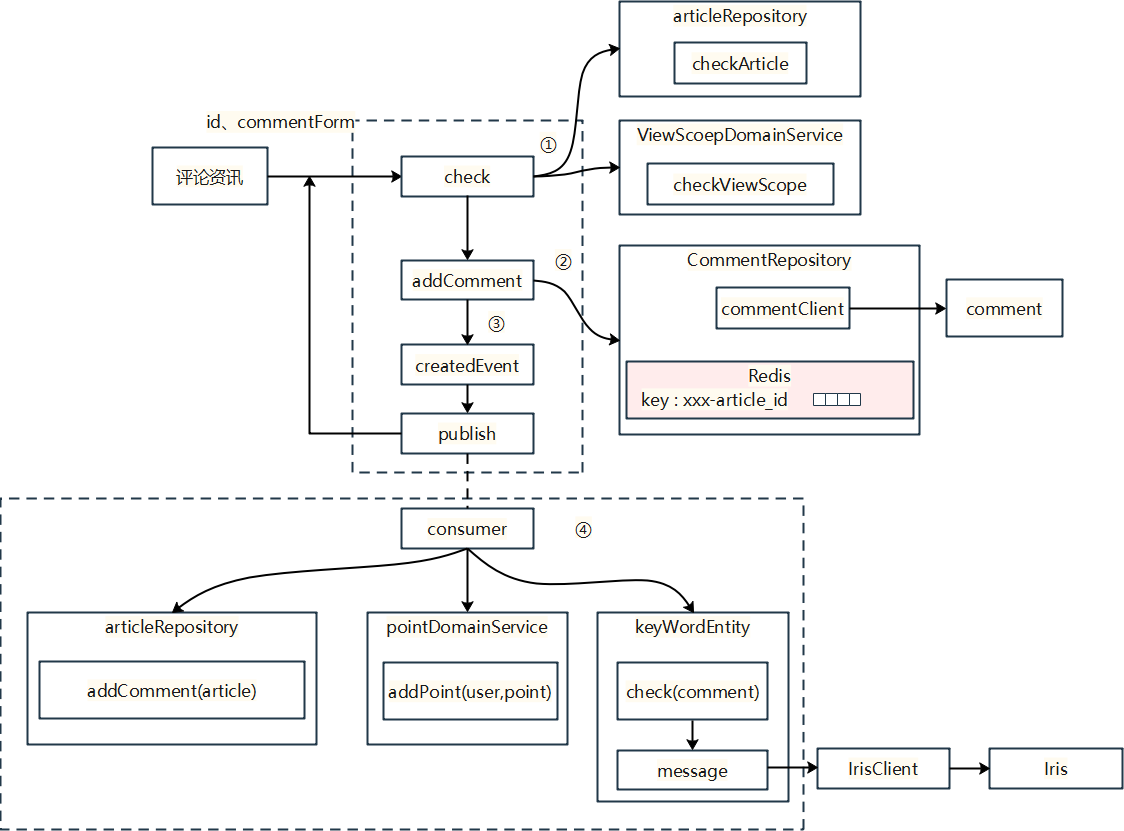 articleRepository
checkArticle
id、commentForm
①
ViewScoepDomainService
评论资讯
check
checkViewScope
②
CommentRepository
addComment
commentClient
comment
③
createdEvent
Redis
key : xxx-article_id
publish
consumer
④
articleRepository
pointDomainService
keyWordEntity
addComment(article)
addPoint(user,point)
check(comment)
message
IrisClient
Iris